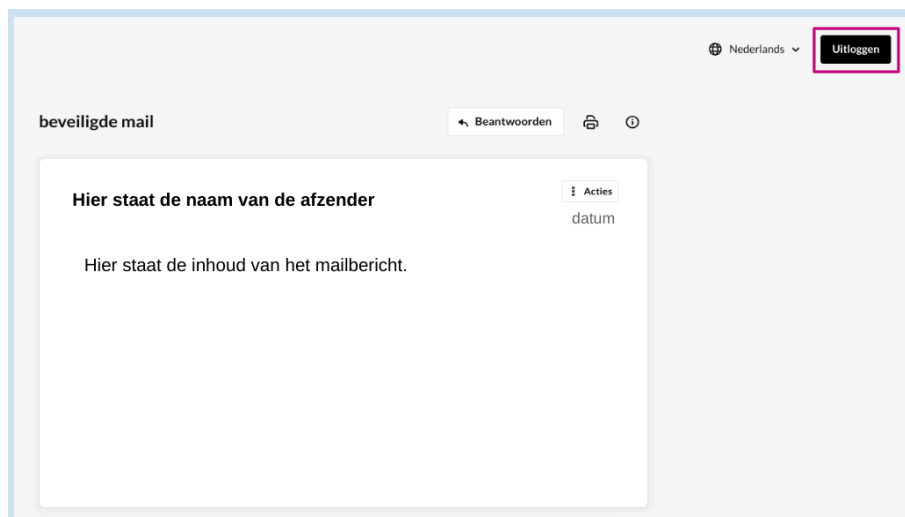 Nederlands
Uitloggen
beveiligde mail
Beantwoorden
Hier staat de naam van de afzender
Acties
datum
Hier staat de inhoud van het mailbericht.